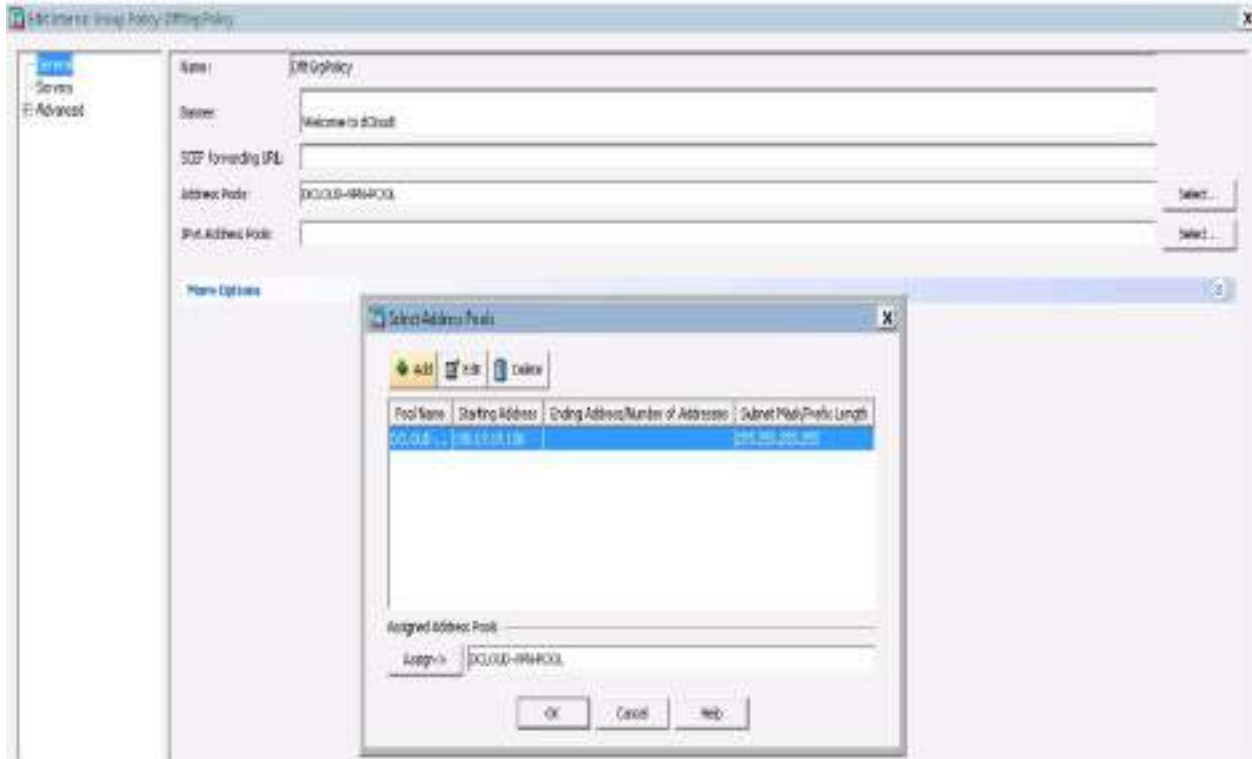 Edit Internal Group Policy: DfltGrpPolicy
General
Servers
Advanced
Name: DfltGrpPolicy
Banner: Welcome to dCloud!
SCEP forwarding URL:
Address Pools: DCLOUD-VPN-POOL Select...
IPv6 Address Pools: Select...
More Options
Select Address Pools
Add Edit Delete
Pool Name Starting Address Ending Address/Number of Addresses Subnet Mask/Prefix Length
DCLOUD-...
Assigned Address Pools
Assign-> DCLOUD-VPN-POOL
OK Cancel Help